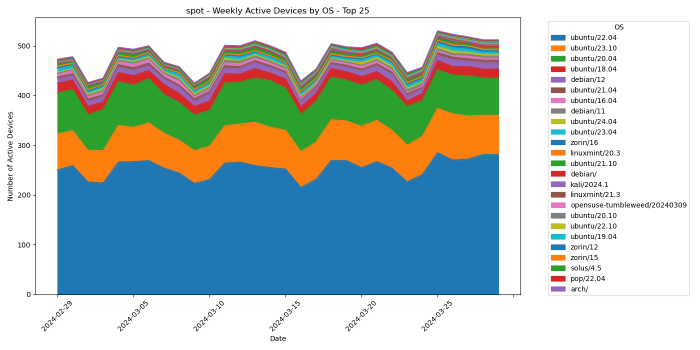 spot - Weekly Active Devices by OS - Top 25
Number of Active Devices
500
400
300
200
100
0
2024-02-29
2024-03-05
2024-03-10
2024-03-15
2024-03-20
2024-03-25
Date
OS
ubuntu/22.04
ubuntu/23.10
ubuntu/20.04
ubuntu/18.04
debian/12
ubuntu/21.04
ubuntu/16.04
debian/11
ubuntu/24.04
ubuntu/23.04
zorin/16
linuxmint/20.3
ubuntu/21.10
debian/
kali/2024.1
linuxmint/21.3
opensuse-tumbleweed/20240309
ubuntu/20.10
ubuntu/22.10
ubuntu/19.04
zorin/12
zorin/15
solus/4.5
pop/22.04
arch/